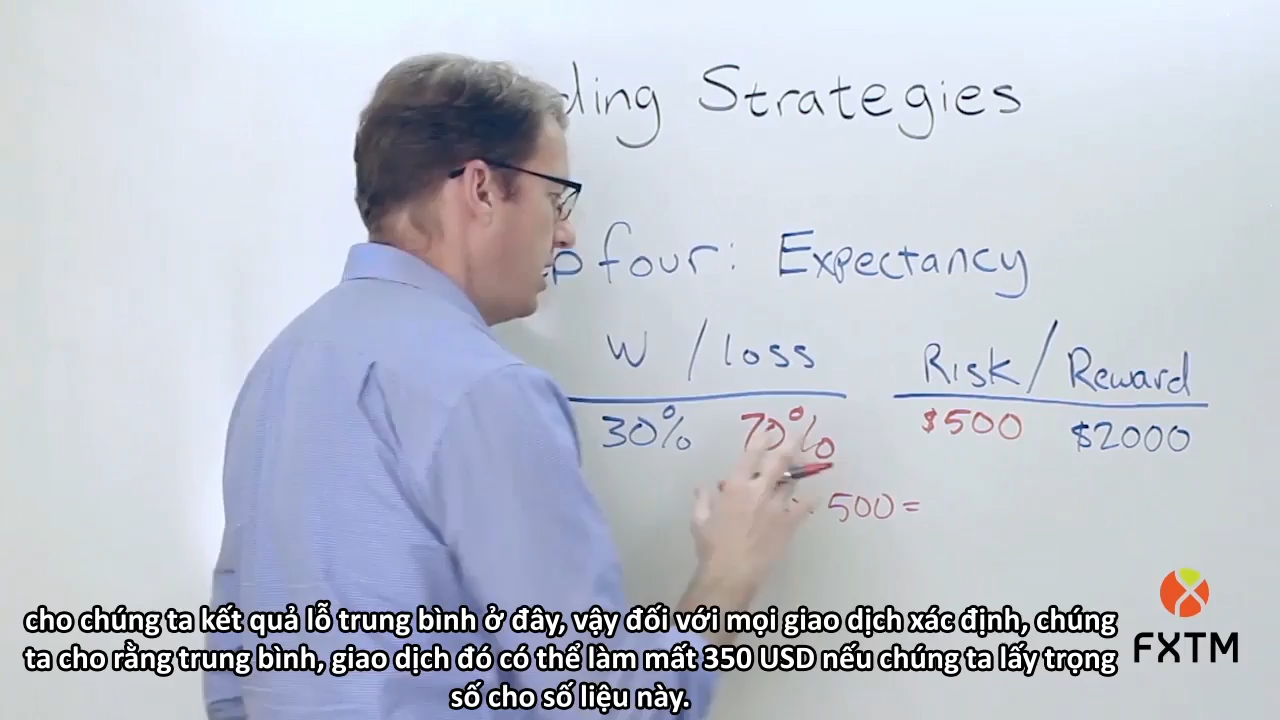 ding Strategies
p four: Expectancy
W / loss
Risk / Reward
30% 70%
$500 $2000
500 =
cho chúng ta kết quả lỗ trung bình ở đây, vậy đối với mọi giao dịch xác định, chúng
ta cho rằng trung bình, giao dịch đó có thể làm mất 350 USD nếu chúng ta lấy trọng
số cho số liệu này.
FXTM